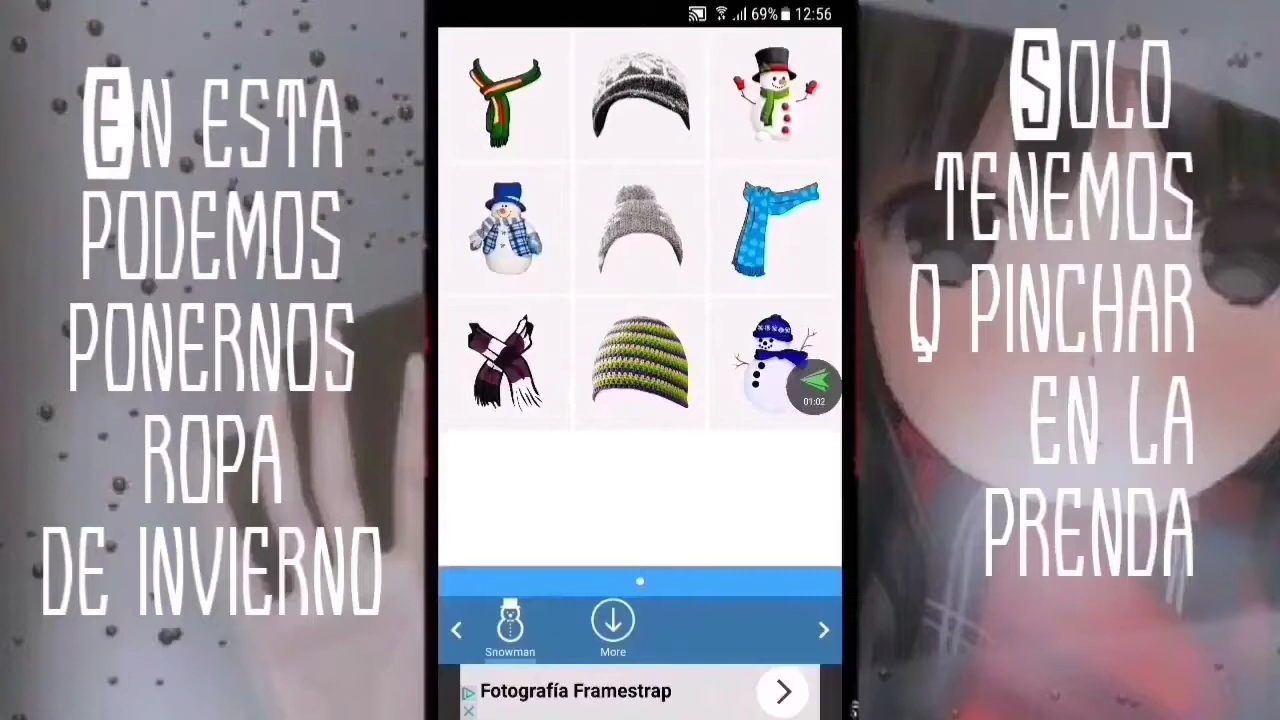 En esta
podemos
ponernos
ropa
de invierno
69% 12:56
01:02
Snowman
More
Fotografía Framestrap
Solo
tenemos
q pinchar
en la
prenda